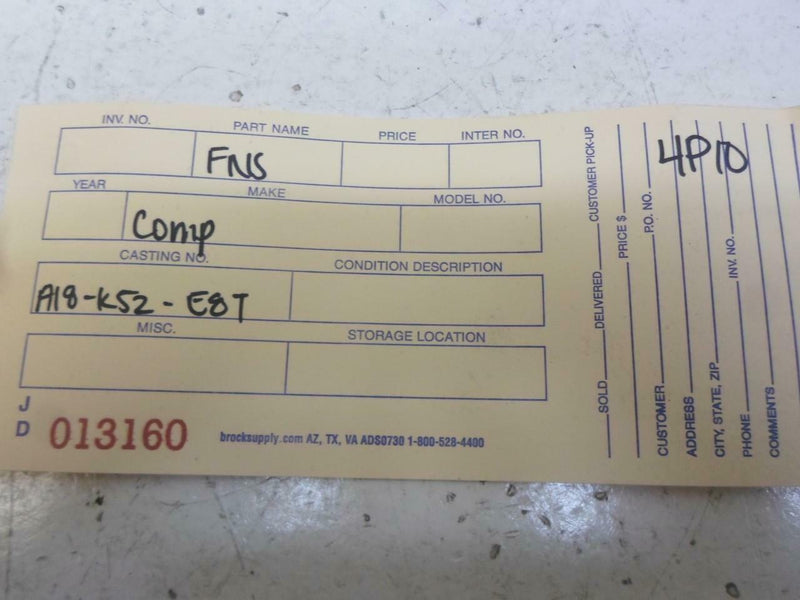 INV. NO. PART NAME PRICE INTER NO.
FNS
YEAR MAKE MODEL NO.
Comp
CASTING NO. CONDITION DESCRIPTION
A18-K52-E8T
MISC. STORAGE LOCATION
J
D
013160
brocksupply.com AZ, TX, VA ADS0730 1-800-528-4400
SOLD DELIVERED CUSTOMER PICK-UP
PRICE $
CUSTOMER P.O. NO.
ADDRESS
CITY, STATE, ZIP
PHONE INV. NO.
COMMENTS
4P10